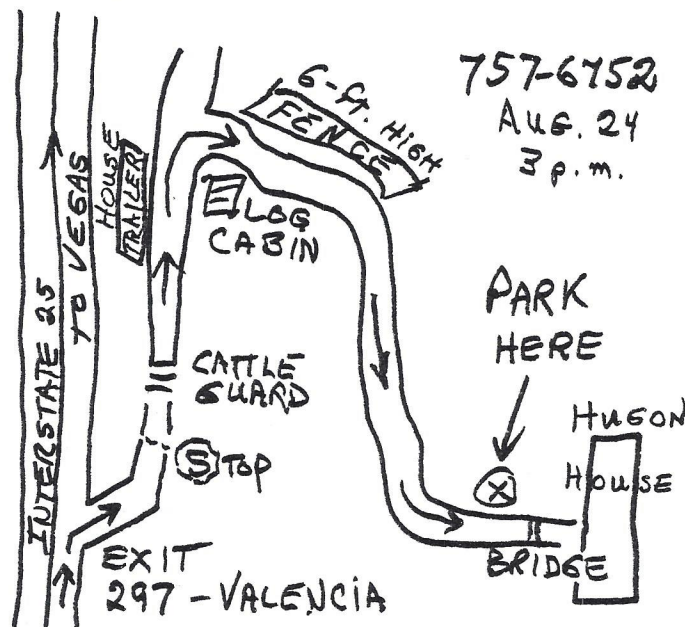 757-6752
AUG. 24
3 p.m.
6-ft. HIGH
FENCE
HOUSE
TRAILER
TO VEGAS
INTERSTATE 25
LOG
CABIN
PARK
HERE
CATTLE
GUARD
STOP
X
HUGON
HOUSE
BRIDGE
EXIT
297 - VALENCIA